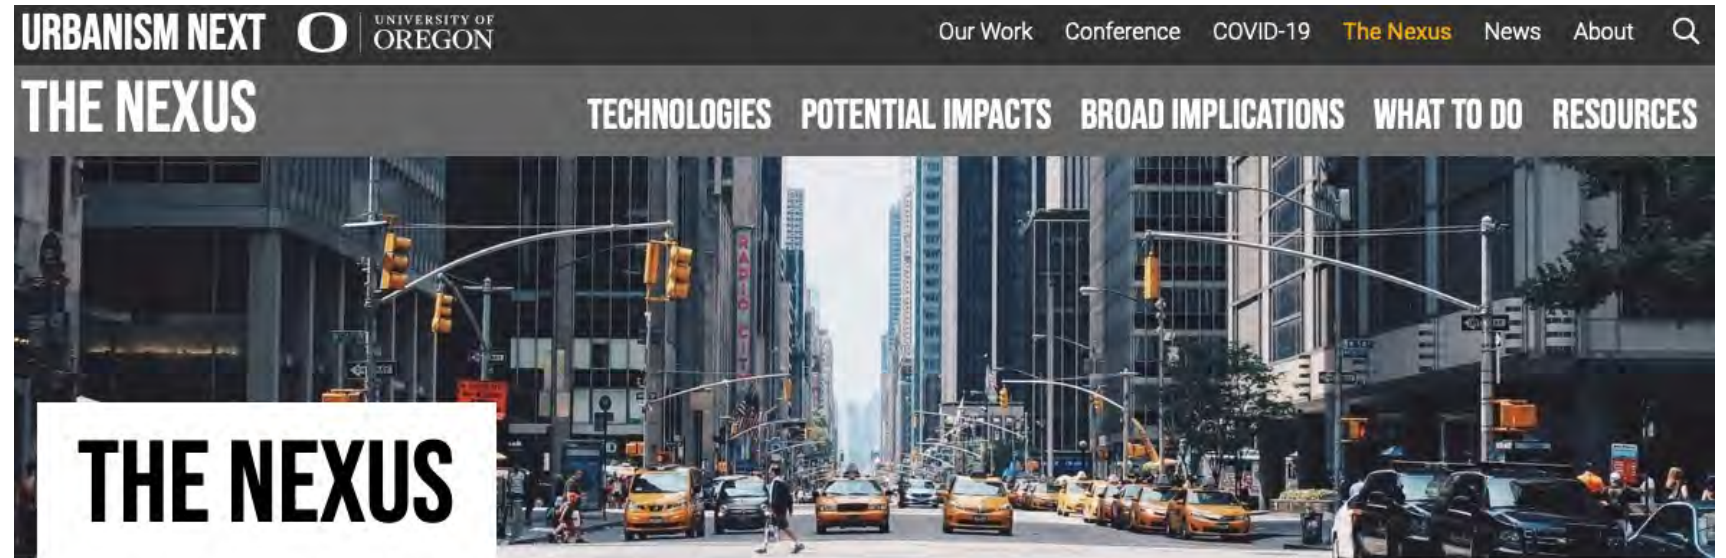 URBANISM NEXT
O
UNIVERSITY OF
OREGON
Our Work
Conference
COVID-19
The Nexus
News
About
THE NEXUS
TECHNOLOGIES
POTENTIAL IMPACTS
BROAD IMPLICATIONS
WHAT TO DO
RESOURCES
RADIO CITY
THE NEXUS